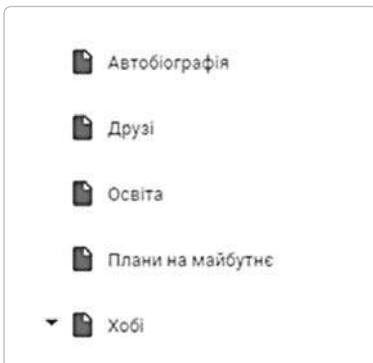 Автобіографія
Друзі
Освіта
Плани на майбутнє
Хобі